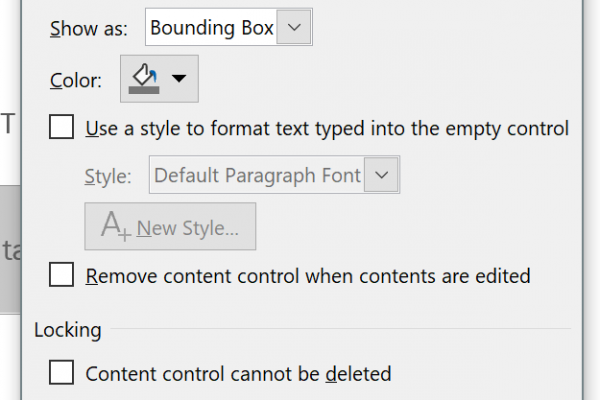 Show as: Bounding Box
Color:
T
Use a style to format text typed into the empty control
Style: Default Paragraph Font
New Style...
ta
Remove content control when contents are edited
Locking
Content control cannot be deleted